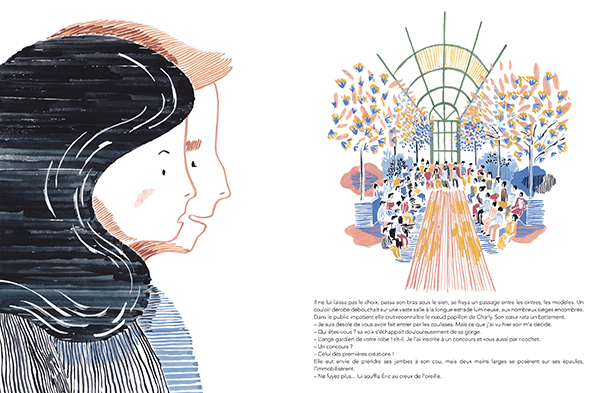 Il ne lui laissa pas le choix, passa son bras sous le sien, se fraya un passage entre les cintres, les modèles. Un
couloir dérobé débouchait sur une vaste salle à la longue estrade lumineuse, aux nombreux sièges encombrés.
Dans le public impatient elle crut reconnaître le nœud papillon de Charly. Son cœur rata un battement.
– Je suis désolé de vous avoir fait entrer par les coulisses. Mais ce que j'ai vu hier soir m'a décidé.
– Qui êtes-vous ? sa voix s'échappait douloureusement de sa gorge.
– L'ange gardien de votre robe ! rit-il. Je l'ai inscrite à un concours et vous aussi par ricochet.
– Un concours ?
– Celui des premières créations !
Elle eut envie de prendre ses jambes à son cou, mais deux mains larges se posèrent sur ses épaules,
l'immobilisèrent.
– Ne fuyez plus... lui souffla Éric au creux de l'oreille.